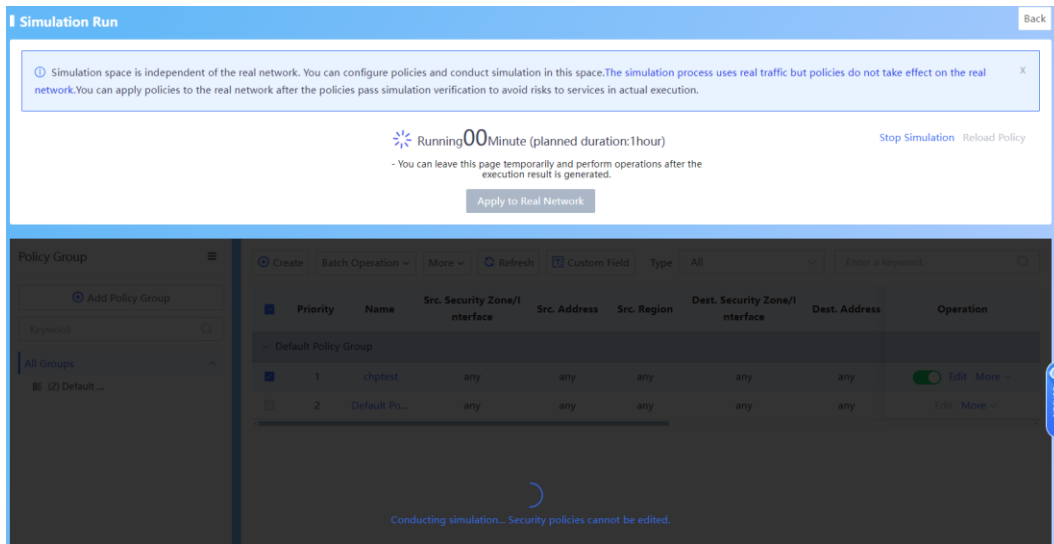 Simulation Run
Back
Simulation space is independent of the real network. You can configure policies and conduct simulation in this space.The simulation process uses real traffic but policies do not take effect on the real
network.You can apply policies to the real network after the policies pass simulation verification to avoid risks to services in actual execution.
X
Running00Minute (planned duration:1hour)
Stop Simulation Reload Policy
- You can leave this page temporarily and perform operations after the
execution result is generated.
Apply to Real Network
Policy Group
Create Batch Operation More Refresh Custom Field Type All Enter a keyword.
Add Policy Group
Keyword
All Groups
(2) Default ...
Priority Name Src. Security Zone/I
nterface Src. Address Src. Region Dest. Security Zone/I
nterface Dest. Address Operation
Default Policy Group
1 chptest any any any any any Edit More
2 Default Po... any any any any any Edit More
Conducting simulation... Security policies cannot be edited.